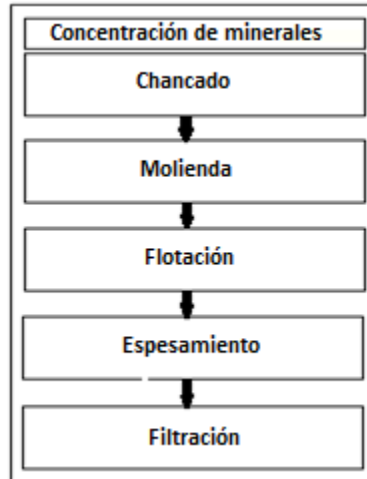 Concentración de minerales
Chancado
Molienda
Flotación
Espesamiento
Filtración